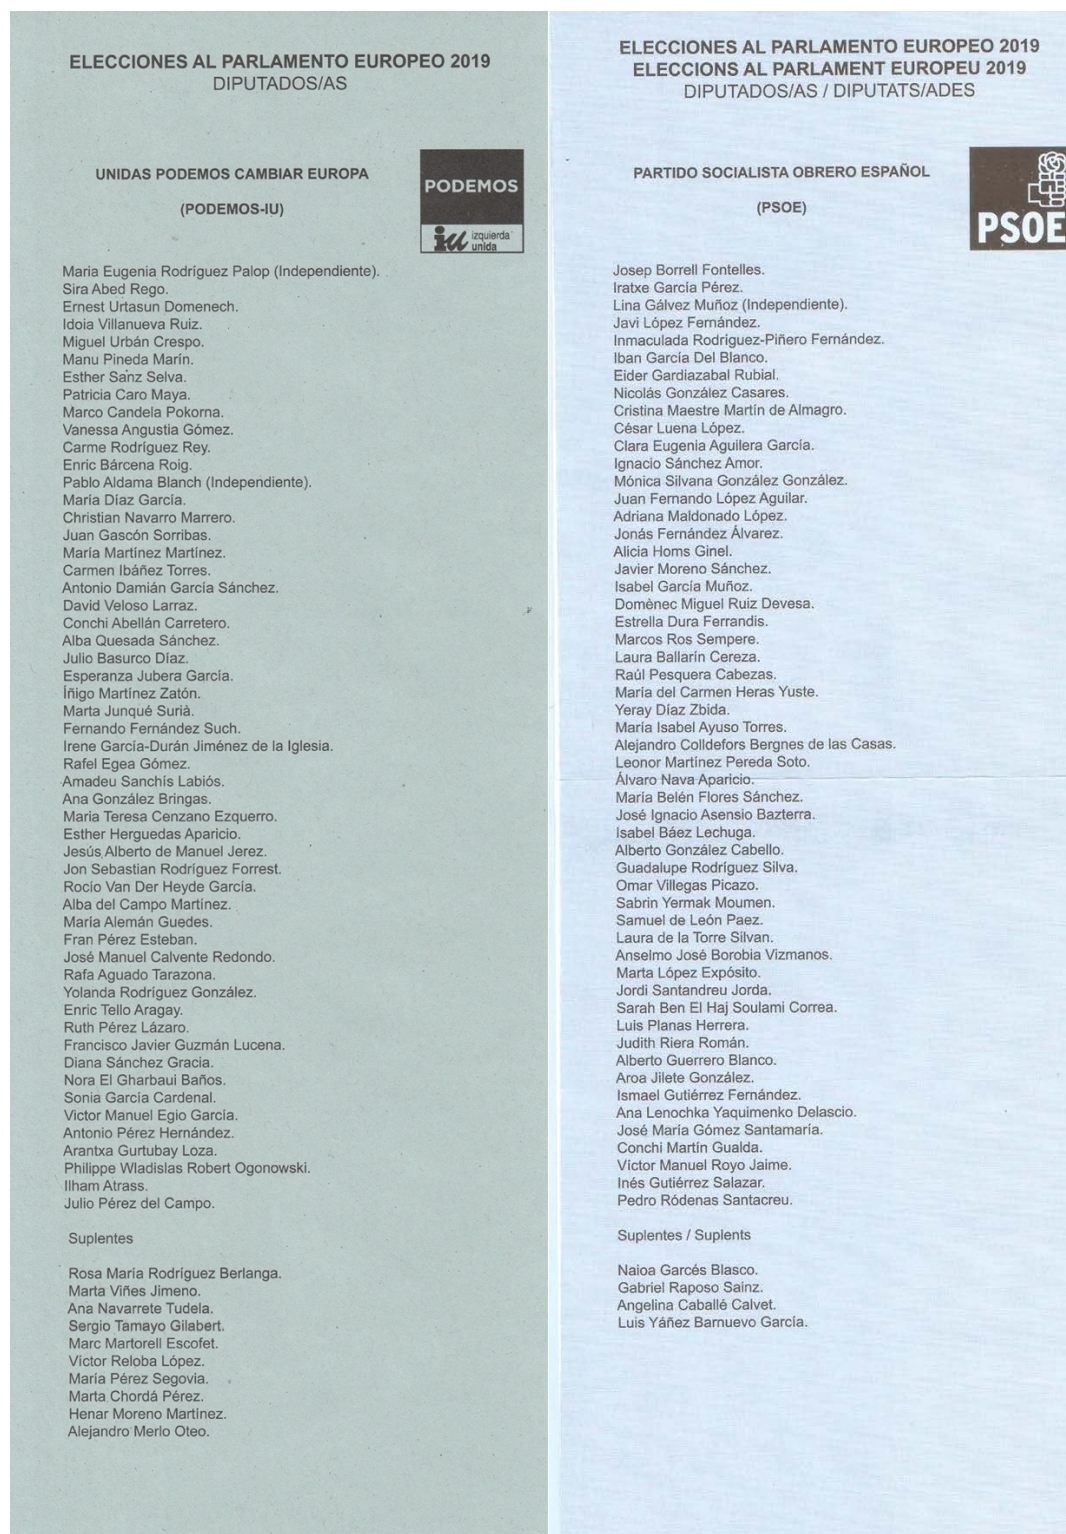 ELECCIONES AL PARLAMENTO EUROPEO 2019
DIPUTADOS/AS
UNIDAS PODEMOS CAMBIAR EUROPA
(PODEMOS-IU)
PODEMOS
iu izquierda
unida
Maria Eugenia Rodríguez Palop (Independiente).
Sira Abed Rego.
Ernest Urtasun Domenech.
Idoia Villanueva Ruiz.
Miguel Urbán Crespo.
Manu Pineda Marín.
Esther Sanz Selva.
Patricia Caro Maya.
Marco Candela Pokorna.
Vanessa Angustia Gómez.
Carme Rodríguez Rey.
Enric Bárcena Roig.
Pablo Aldama Blanch (Independiente).
María Díaz García.
Christian Navarro Marrero.
Juan Gascón Sorribas.
María Martínez Martínez.
Carmen Ibáñez Torres.
Antonio Damián García Sánchez.
David Veloso Larraz.
Conchi Abellán Carretero.
Alba Quesada Sánchez.
Julio Basurco Díaz.
Esperanza Jubera García.
Íñigo Martínez Zatón.
Marta Junqué Surià.
Fernando Fernández Such.
Irene García-Durán Jiménez de la Iglesia.
Rafel Egea Gómez.
Amadeu Sanchís Labiós.
Ana González Bringas.
María Teresa Cenzano Ezquerro.
Esther Herguedas Aparicio.
Jesús Alberto de Manuel Jerez.
Jon Sebastian Rodríguez Forrest.
Rocío Van Der Heyde García.
Alba del Campo Martínez.
María Alemán Guedes.
Fran Pérez Esteban.
José Manuel Calvente Redondo.
Rafa Aguado Tarazona.
Yolanda Rodríguez González.
Enric Tello Aragay.
Ruth Pérez Lázaro.
Francisco Javier Guzmán Lucena.
Diana Sánchez Gracia.
Nora El Gharbaui Baños.
Sonia García Cardenal.
Victor Manuel Egio García.
Antonio Pérez Hernández.
Arantxa Gurtubay Loza.
Philippe Wladislas Robert Ogonowski.
Ilham Atrass.
Julio Pérez del Campo.
Suplentes
Rosa María Rodríguez Berlanga.
Marta Viñes Jimeno.
Ana Navarrete Tudela.
Sergio Tamayo Gilabert.
Marc Martorell Escofet.
Víctor Reloba López.
María Pérez Segovia.
Marta Chordá Pérez.
Henar Moreno Martínez.
Alejandro Merlo Oteo.
ELECCIONES AL PARLAMENTO EUROPEO 2019
ELECCIONS AL PARLAMENT EUROPEU 2019
DIPUTADOS/AS / DIPUTATS/ADES
PARTIDO SOCIALISTA OBRERO ESPAÑOL
(PSOE)
PSOE
Josep Borrell Fontelles.
Iratxe García Pérez.
Lina Gálvez Muñoz (Independiente).
Javi López Fernández.
Inmaculada Rodríguez-Piñero Fernández.
Iban García Del Blanco.
Eider Gardiazabal Rubial.
Nicolás González Casares.
Cristina Maestre Martín de Almagro.
César Luena López.
Clara Eugenia Aguilera García.
Ignacio Sánchez Amor.
Mónica Silvana González González.
Juan Fernando López Aguilar.
Adriana Maldonado López.
Jonás Fernández Álvarez.
Alicia Homs Ginel.
Javier Moreno Sánchez.
Isabel García Muñoz.
Domènec Miguel Ruiz Devesa.
Estrella Dura Ferrandis.
Marcos Ros Sempere.
Laura Ballarín Cereza.
Raúl Pesquera Cabezas.
María del Carmen Heras Yuste.
Yeray Díaz Zbida.
María Isabel Ayuso Torres.
Alejandro Colldefors Bergnes de las Casas.
Leonor Martínez Pereda Soto.
Álvaro Nava Aparicio.
María Belén Flores Sánchez.
José Ignacio Asensio Bazterra.
Isabel Báez Lechuga.
Alberto González Cabello.
Guadalupe Rodríguez Silva.
Omar Villegas Picazo.
Sabrin Yermak Moumen.
Samuel de León Paez.
Laura de la Torre Silvan.
Anselmo José Borobia Vizmanos.
Marta López Expósito.
Jordi Santandreu Jorda.
Sarah Ben El Haj Soulami Correa.
Luis Planas Herrera.
Judith Riera Román.
Alberto Guerrero Blanco.
Aroa Jilete González.
Ismael Gutiérrez Fernández.
Ana Lenochka Yaquimenko Delascio.
José María Gómez Santamaría.
Conchi Martín Gualda.
Víctor Manuel Royo Jaime.
Inés Gutiérrez Salazar.
Pedro Ródenas Santacreu.
Suplentes / Suplents
Naioa Garcés Blasco.
Gabriel Raposo Sainz.
Angelina Caballé Calvet.
Luis Yáñez Barnuevo García.